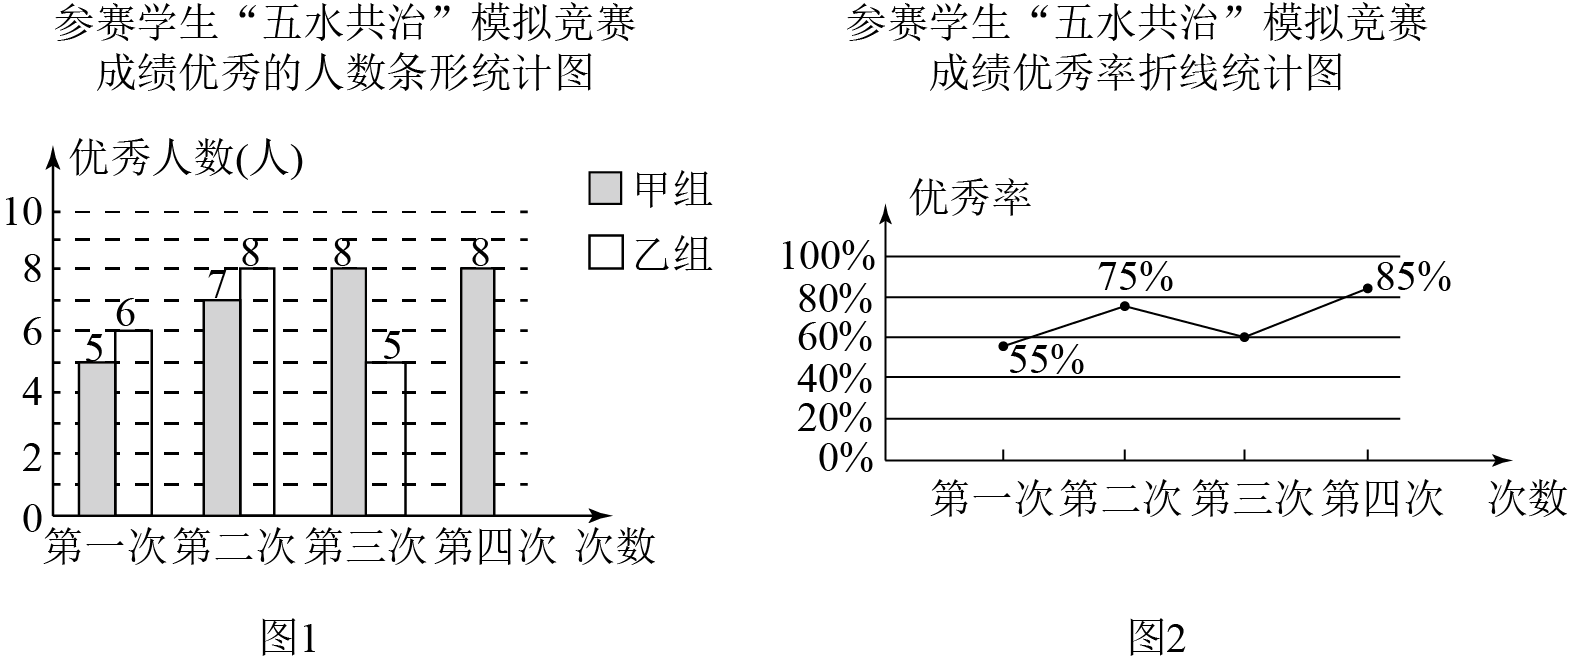 参赛学生“五水共治”模拟竞赛
成绩优秀的人数条形统计图
优秀人数(人)
甲组
乙组
10
8
6
4
2
0
5
6
7
8
8
5
8
第一次 第二次 第三次 第四次 次数
图1
参赛学生“五水共治”模拟竞赛
成绩优秀率折线统计图
优秀率
100%
80%
60%
40%
20%
0%
55%
75%
85%
第一次 第二次 第三次 第四次 次数
图2